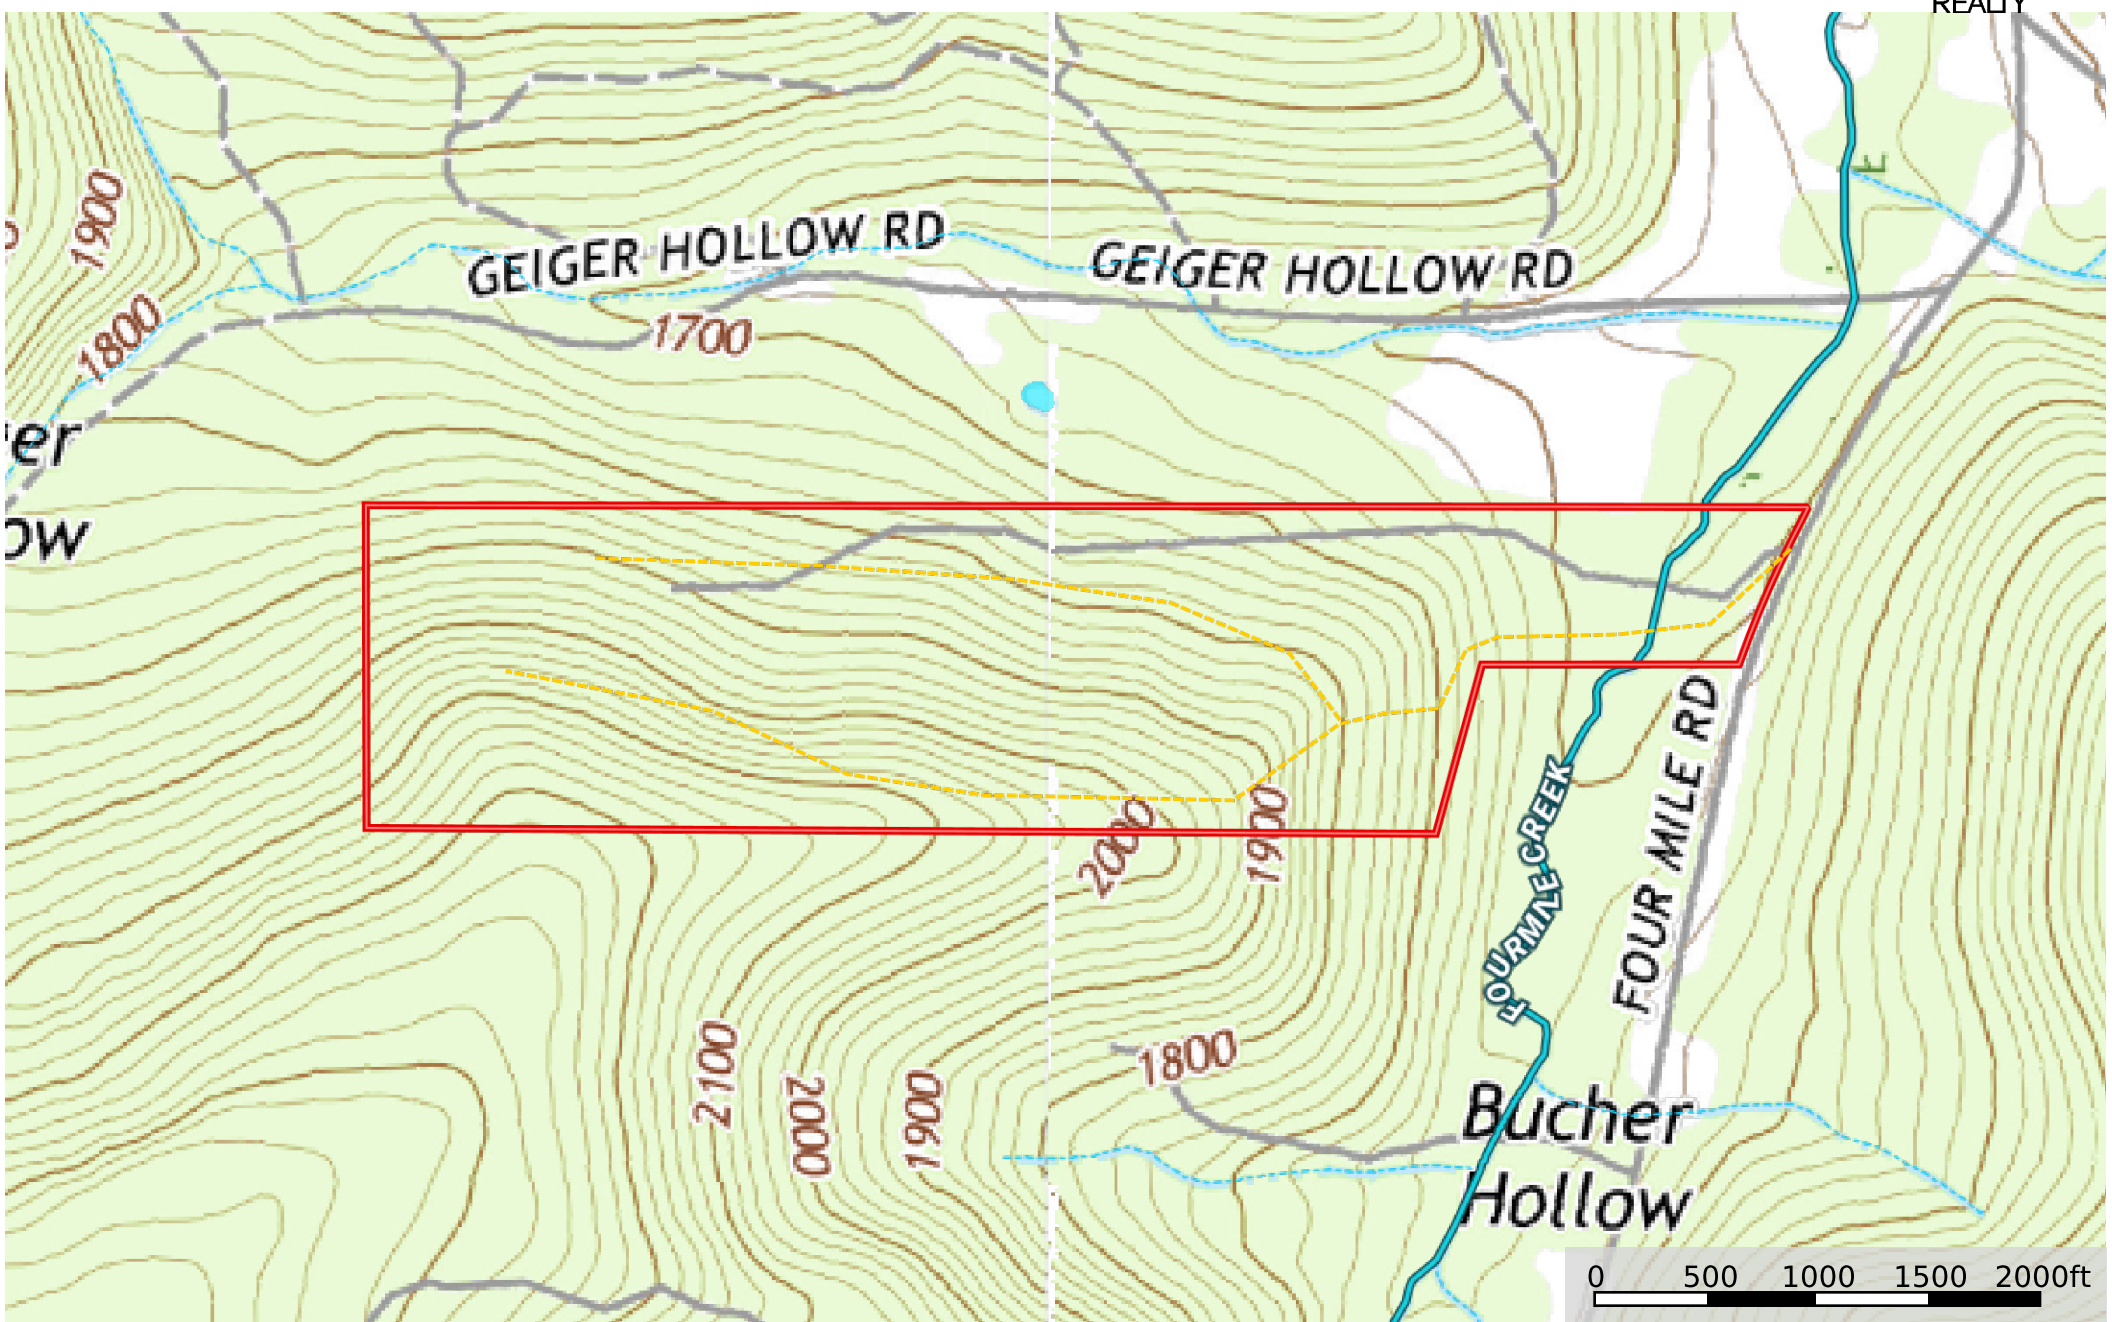 REALTY
E
1900
GEIGER HOLLOW RD
GEIGER HOLLOW RD
1800
1700
er
ow
2000
1900
FOUR MILE RD
FOURMILE CREEK
2100
2000
1900
1800
Bucher
Hollow
0 500 1000 1500 2000ft